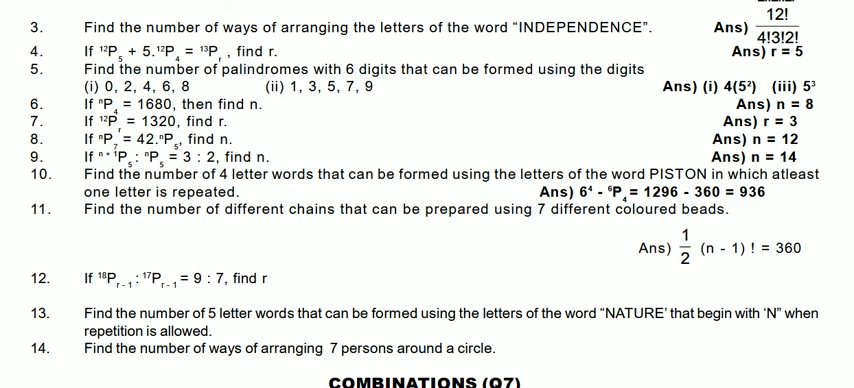 3. Find the number of ways of arranging the letters of the word “INDEPENDENCE”. Ans) 12!/4!3!2!
4. If ¹²P₅ + 5.¹²P₄ = ¹³Pᵣ , find r. Ans) r = 5
5. Find the number of palindromes with 6 digits that can be formed using the digits
(i) 0, 2, 4, 6, 8 (ii) 1, 3, 5, 7, 9 Ans) (i) 4(5²) (iii) 5³
6. If ⁿP₄ = 1680, then find n. Ans) n = 8
7. If ¹²Pᵣ = 1320, find r. Ans) r = 3
8. If ⁿP₇ = 42.ⁿP₅, find n. Ans) n = 12
9. If ⁿ⁺¹P₅ : ⁿP₅ = 3 : 2, find n. Ans) n = 14
10. Find the number of 4 letter words that can be formed using the letters of the word PISTON in which atleast
one letter is repeated. Ans) 6⁴ - ⁶P₄ = 1296 - 360 = 936
11. Find the number of different chains that can be prepared using 7 different coloured beads.
Ans) 1/2 (n - 1) ! = 360
12. If ¹⁸Pᵣ₋₁ : ¹⁷Pᵣ₋₁ = 9 : 7, find r
13. Find the number of 5 letter words that can be formed using the letters of the word “NATURE’ that begin with ‘N” when
repetition is allowed.
14. Find the number of ways of arranging 7 persons around a circle.
COMBINATIONS (Q7)